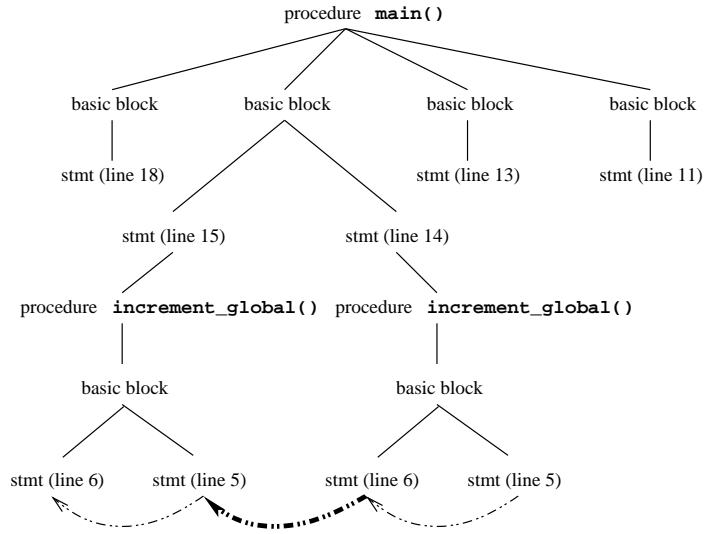 procedure main()
basic block basic block basic block basic block
stmt (line 18) stmt (line 13) stmt (line 11)
stmt (line 15) stmt (line 14)
procedure increment_global() procedure increment_global()
basic block basic block
stmt (line 6) stmt (line 5) stmt (line 6) stmt (line 5)